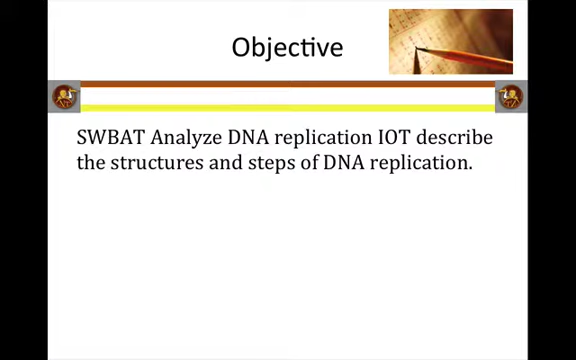 Objective
SWBAT Analyze DNA replication IOT describe
the structures and steps of DNA replication.